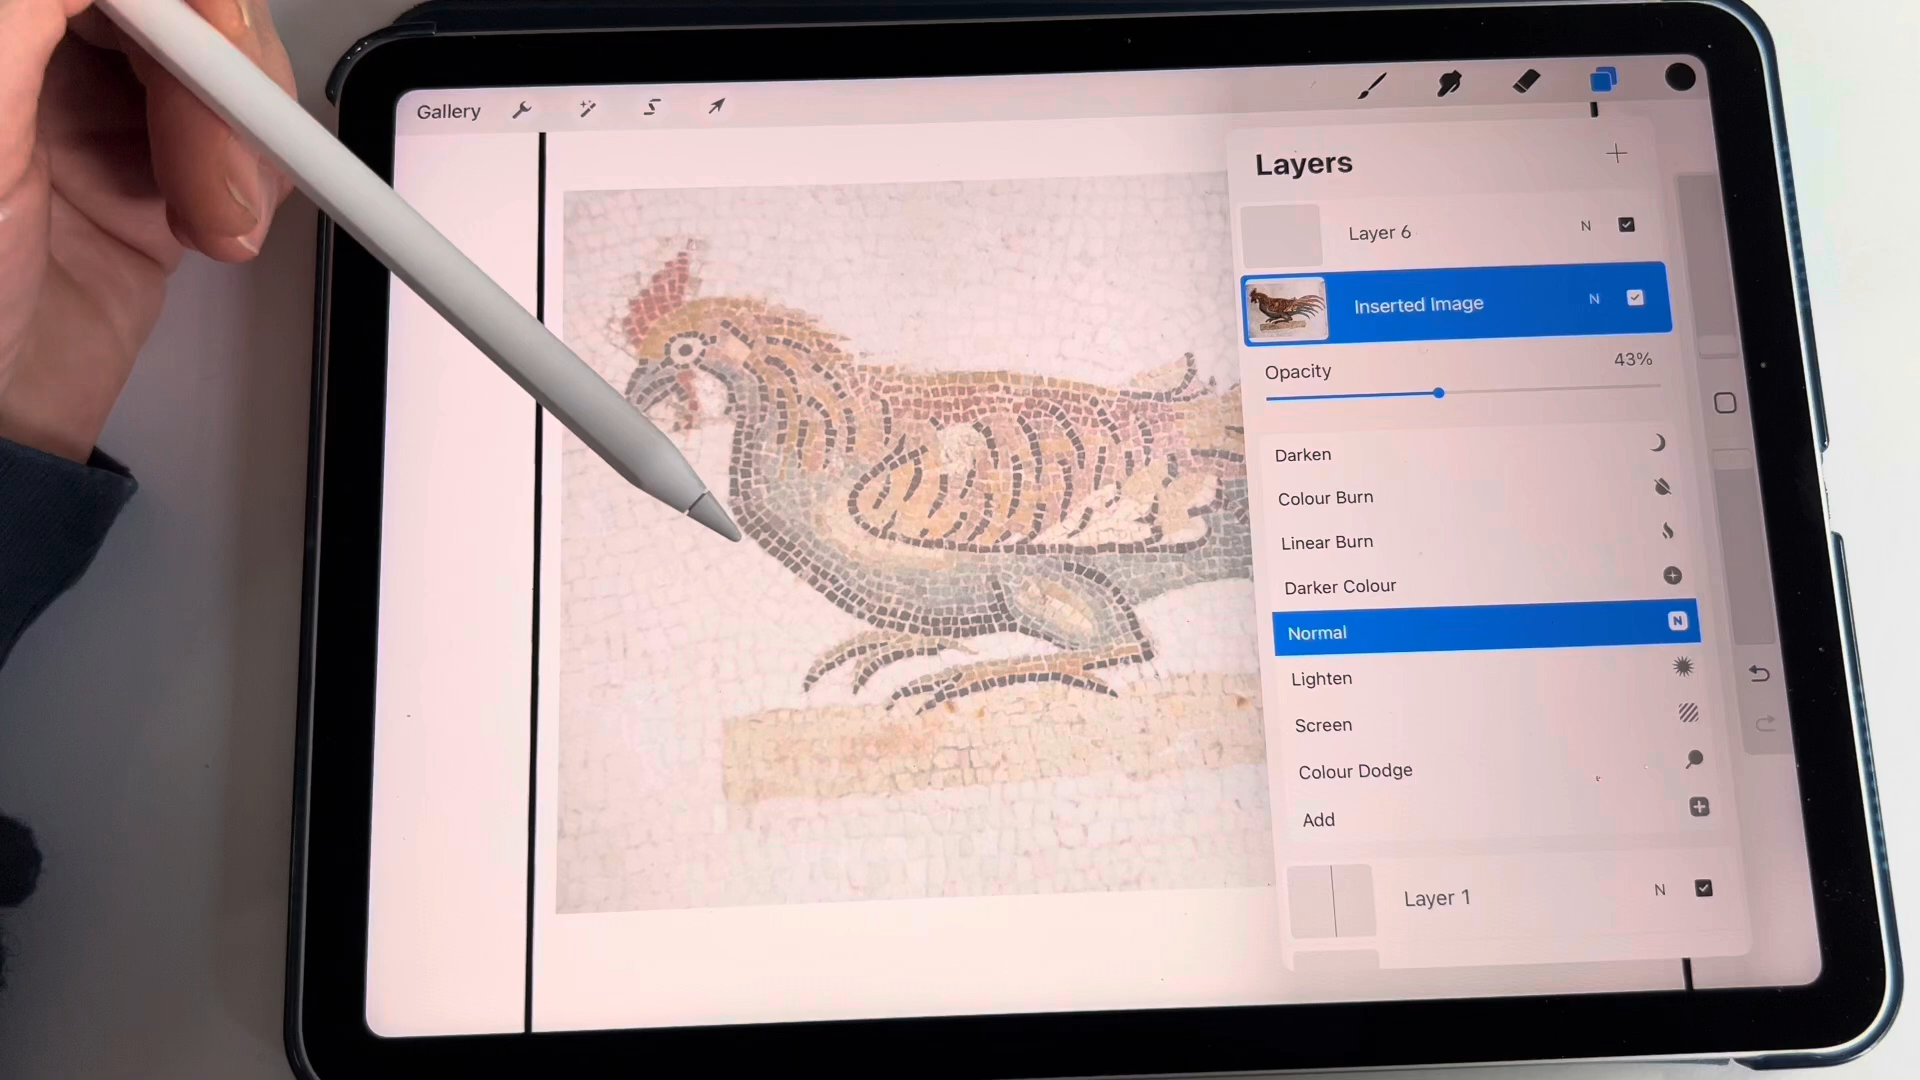 Gallery
Layers
Layer 6 N
Inserted Image N
Opacity 43%
Darken
Colour Burn
Linear Burn
Darker Colour
Normal N
Lighten
Screen
Colour Dodge
Add
Layer 1 N